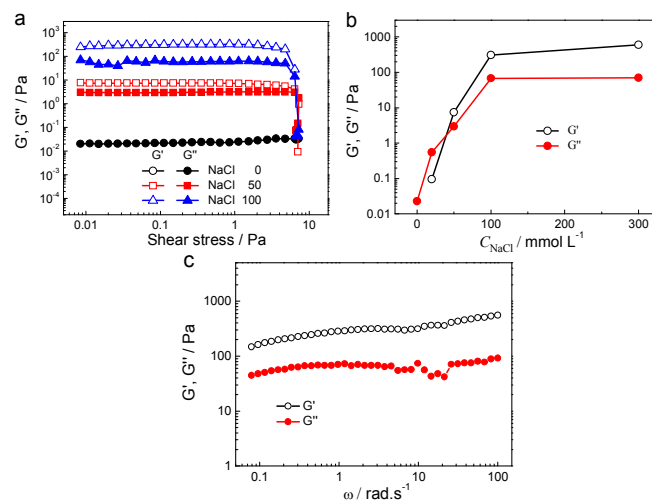 a
G', G'' / Pa
10³
10²
10¹
10⁰
10⁻¹
10⁻²
10⁻³
10⁻⁴
G' G''
NaCl 0
NaCl 50
NaCl 100
0.01 0.1 1 10
Shear stress / Pa
b
G', G'' / Pa
1000
100
10
1
0.1
0.01
G'
G''
0 100 200 300
C NaCl / mmol L⁻¹
c
G', G'' / Pa
1000
100
10
1
G'
G''
0.1 1 10 100
ω / rad.s⁻¹